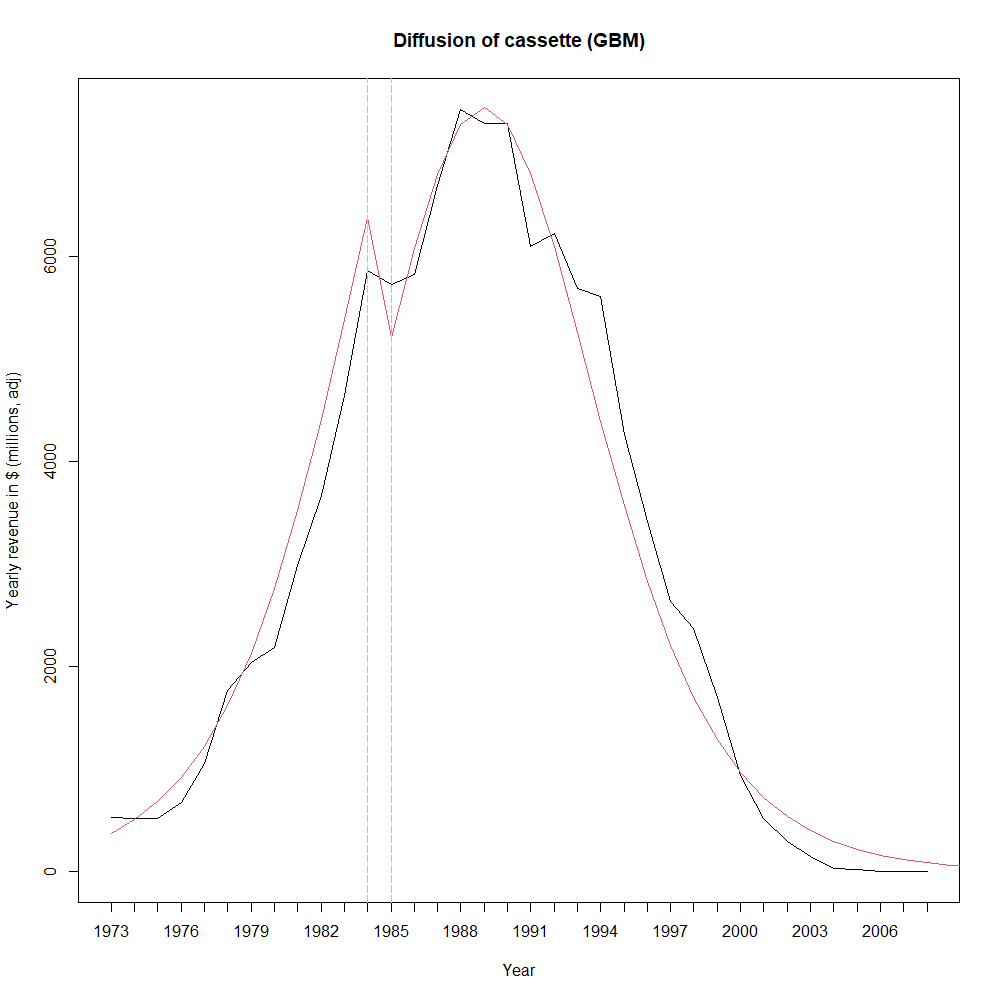 Diffusion of cassette (GBM)
Yearly revenue in $ (millions, adj)
6000
4000
2000
0
1973 1976 1979 1982 1985 1988 1991 1994 1997 2000 2003 2006
Year